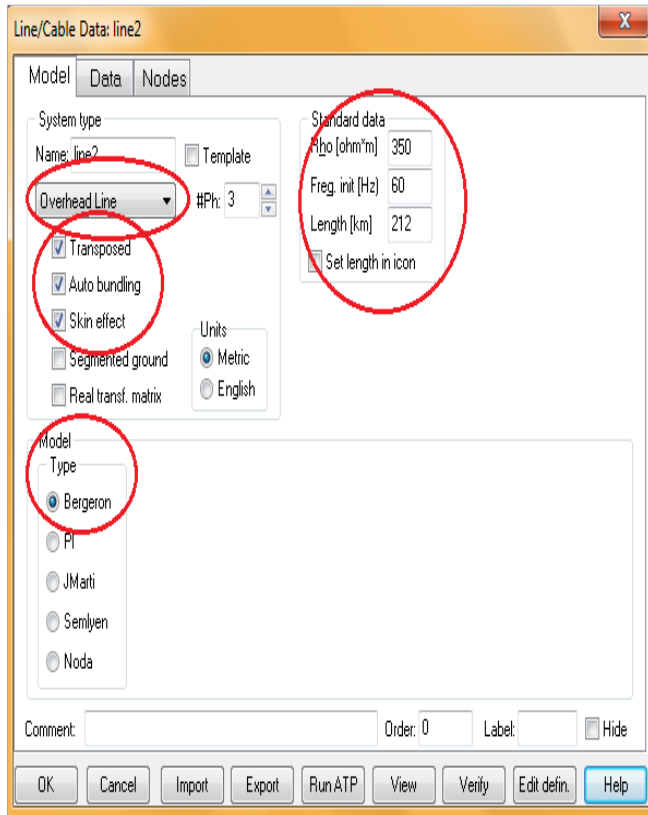 Line/Cable Data: line2
X
Model Data Nodes
System type
Name: line2
Template
Overhead Line
#Ph: 3
Transposed
Auto bundling
Skin effect
Segmented ground
Real transf. matrix
Units
Metric
English
Standard data
Rho [ohm*m] 350
Freq. init [Hz] 60
Length [km] 212
Set length in icon
Model
Type
Bergeron
PI
JMarti
Semlyen
Noda
Comment: Order: 0 Label: Hide
OK Cancel Import Export Run ATP View Verify Edit defin. Help